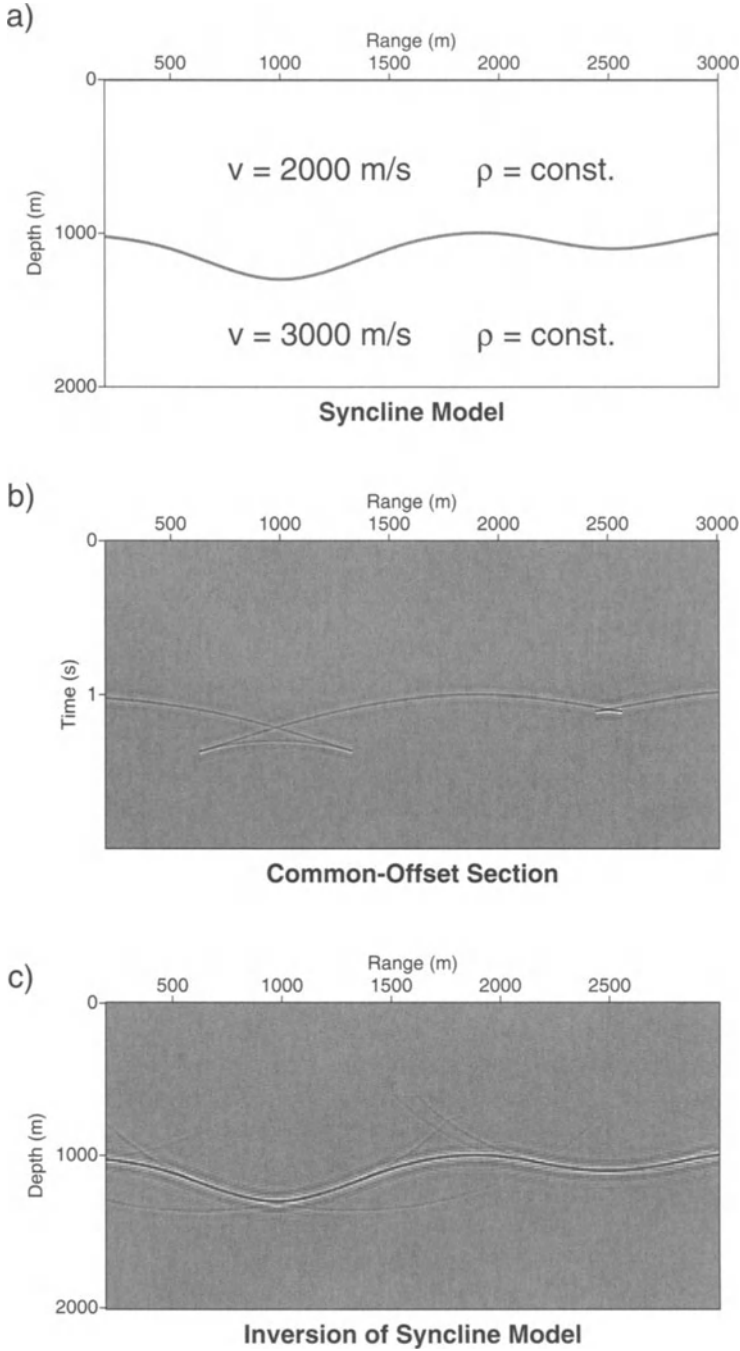 a)
Range (m)
500 1000 1500 2000 2500 3000
0
1000
2000
Depth (m)
v = 2000 m/s ρ = const.
v = 3000 m/s ρ = const.
Syncline Model
b)
Range (m)
500 1000 1500 2000 2500 3000
0
1
Time (s)
Common-Offset Section
c)
Range (m)
500 1000 1500 2000 2500
0
1000
2000
Depth (m)
Inversion of Syncline Model